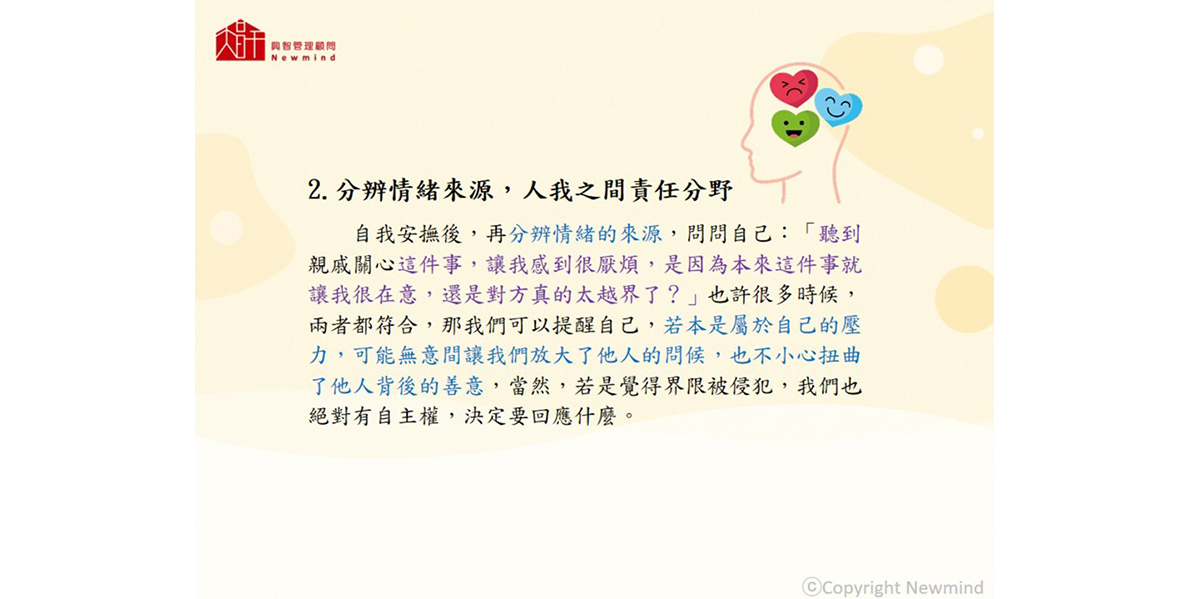 興智管理顧問
Newmind
2. 分辨情緒來源，人我之間責任分野
自我安撫後，再分辨情緒的來源，問問自己：「聽到
親戚關心這件事，讓我感到很厭煩，是因為本來這件事就
讓我很在意，還是對方真的太越界了？」也許很多時候，
兩者都符合，那我們可以提醒自己，若本是屬於自己的壓
力，可能無意間讓我們放大了他人的問候，也不小心扭曲
了他人背後的善意，當然，若是覺得界限被侵犯，我們也
絕對有自主權，決定要回應什麼。
ⓒCopyright Newmind